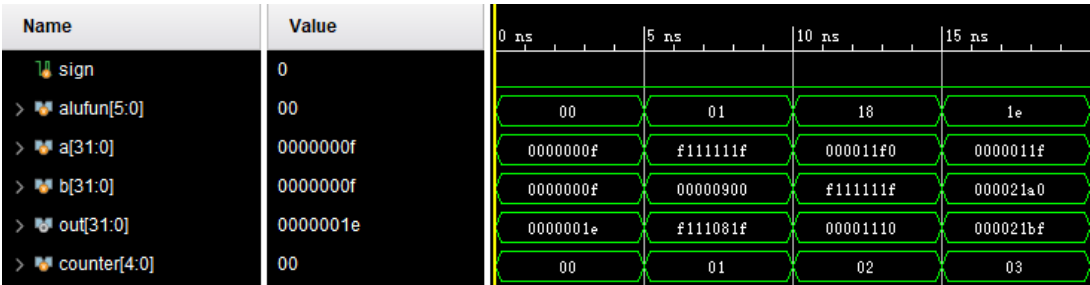 Name Value 0 ns 5 ns 10 ns 15 ns
sign 0
alufun[5:0] 00 00 01 18 1e
a[31:0] 0000000f 0000000f f111111f 000011f0 0000011f
b[31:0] 0000000f 0000000f 00000900 f111111f 000021a0
out[31:0] 0000001e 0000001e f111081f 00001110 000021bf
counter[4:0] 00 00 01 02 03